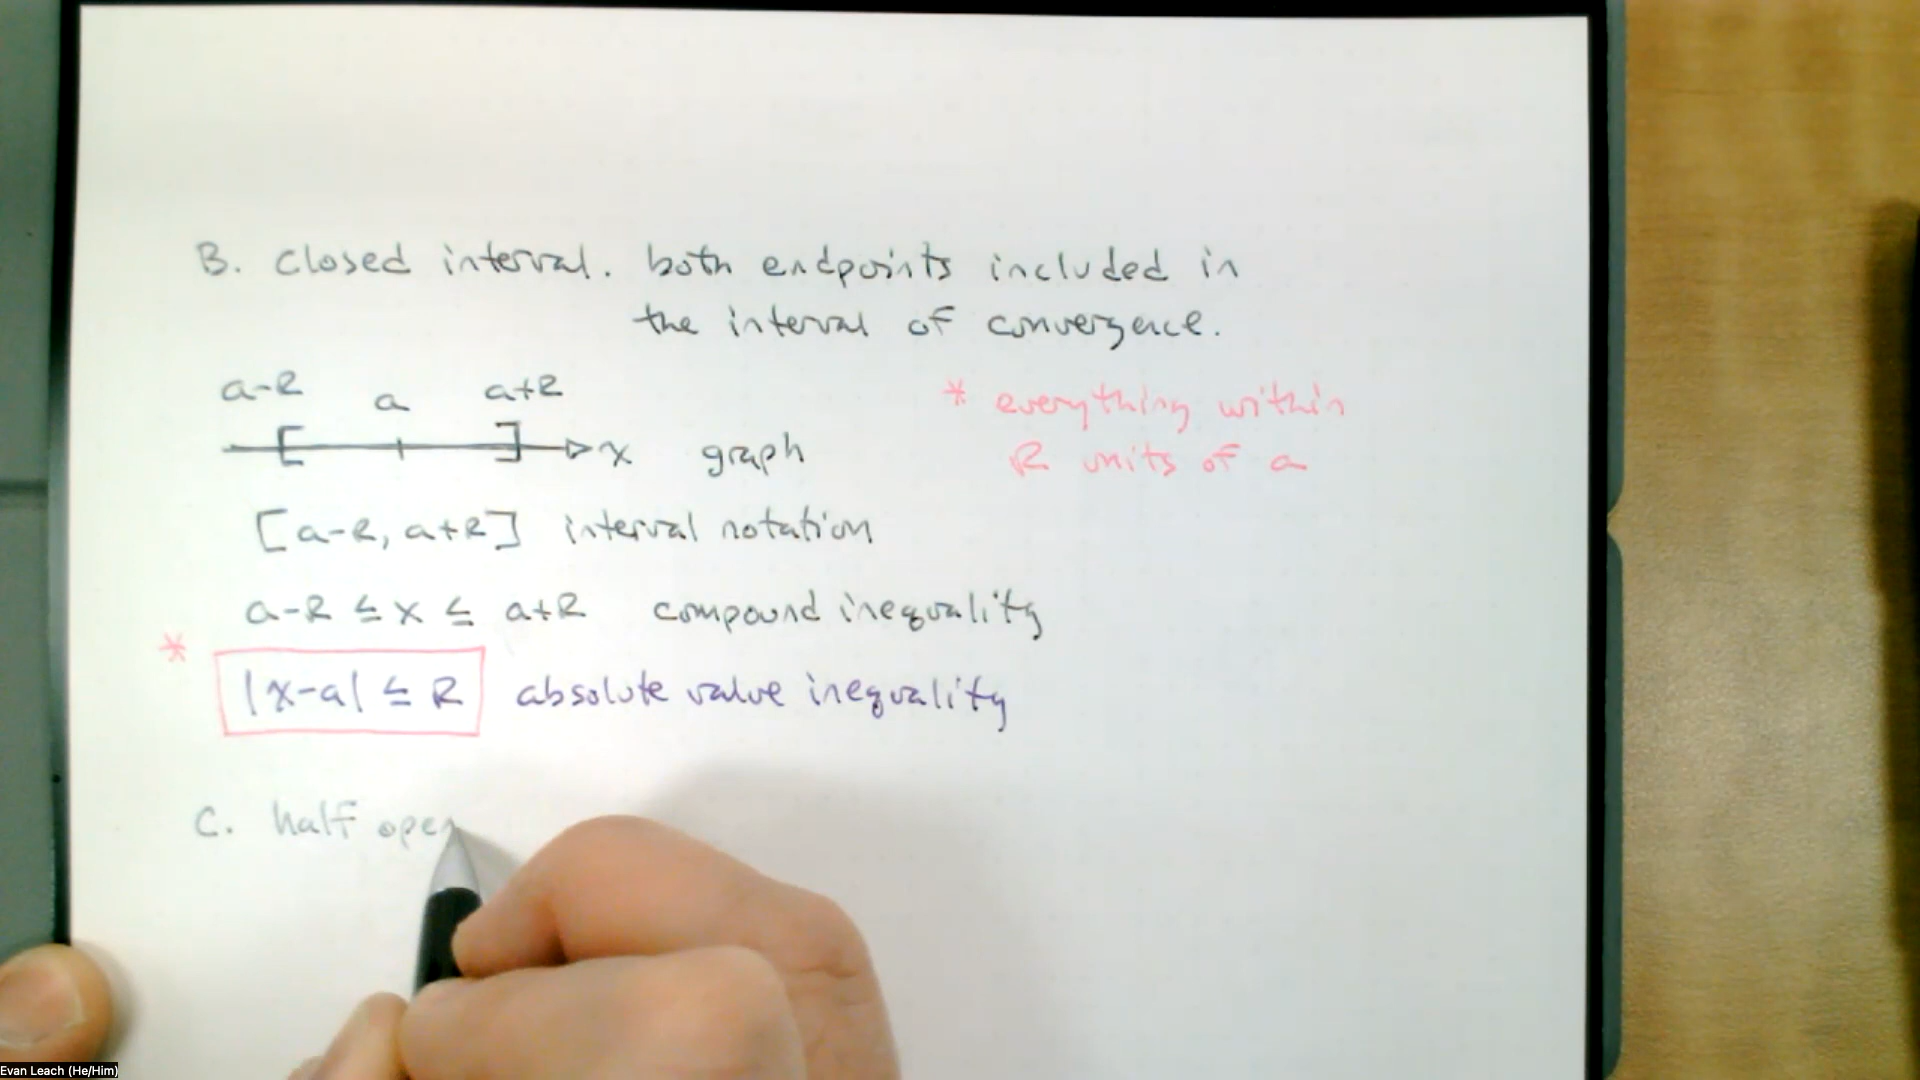 B. closed interval. both endpoints included in
the interval of convergence.
a-R a a+R
x graph
* everything within
R units of a
[a-R, a+R] interval notation
a-R ≤ x ≤ a+R compound inequality
*
|x-a| ≤ R absolute value inequality
C. half open
Evan Leach (He/Him)